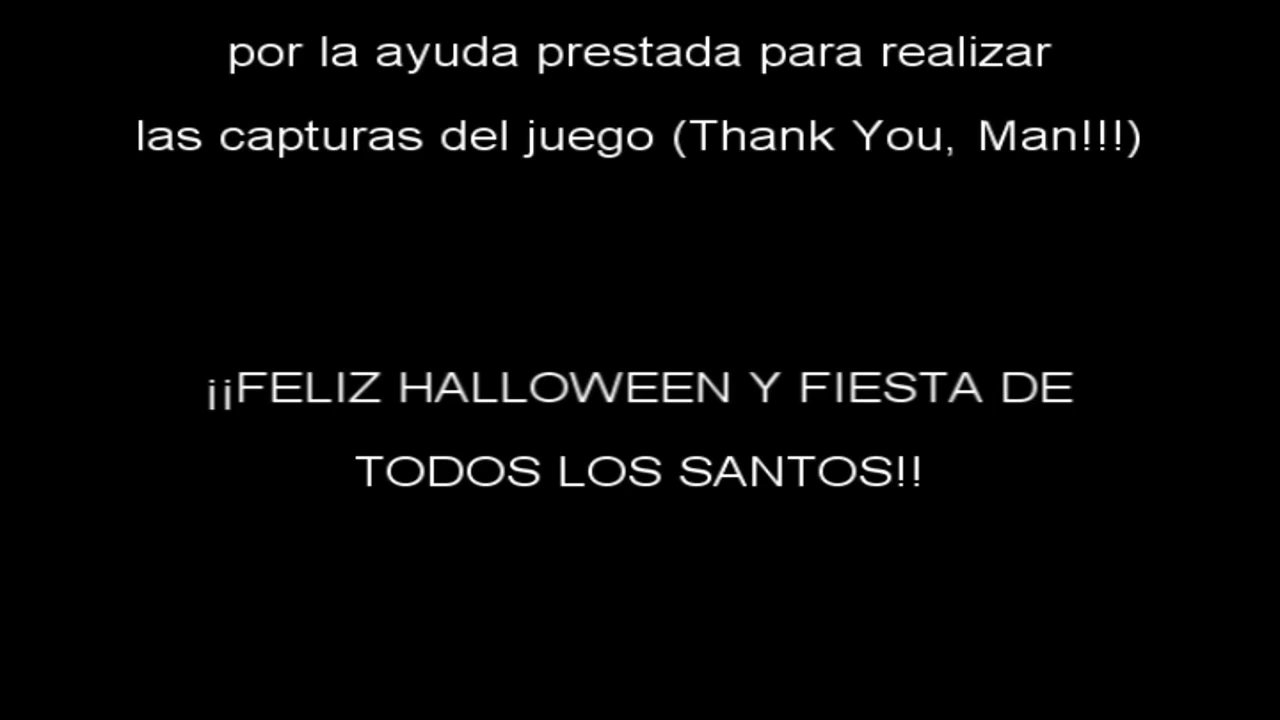 por la ayuda prestada para realizar
las capturas del juego (Thank You, Man!!!)
¡¡FELIZ HALLOWEEN Y FIESTA DE
TODOS LOS SANTOS!!